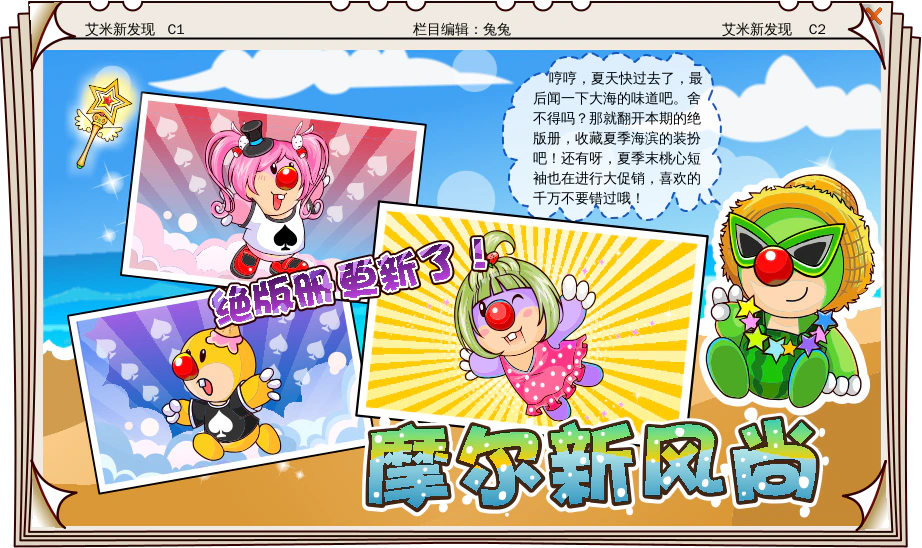 艾米新发现 C1
栏目编辑：兔兔
艾米新发现 C2
哼哼，夏天快过去了，最
后闻一下大海的味道吧。舍
不得吗？那就翻开本期的绝
版册，收藏夏季海滨的装扮
吧！还有呀，夏季末桃心短
袖也在进行大促销，喜欢的
千万不要错过哦！
绝版册更新了！
摩尔新风尚